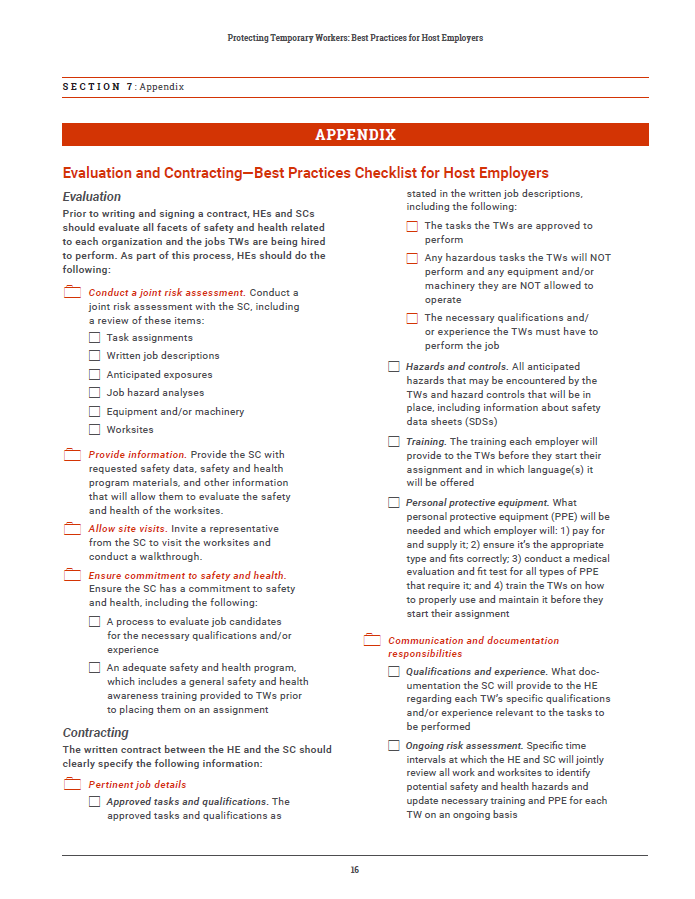 Protecting Temporary Workers: Best Practices for Host Employers
SECTION 7: Appendix
APPENDIX
Evaluation and Contracting—Best Practices Checklist for Host Employers
Evaluation
Prior to writing and signing a contract, HEs and SCs
should evaluate all facets of safety and health related
to each organization and the jobs TWs are being hired
to perform. As part of this process, HEs should do the
following:
Conduct a joint risk assessment. Conduct a
joint risk assessment with the SC, including
a review of these items:
Task assignments
Written job descriptions
Anticipated exposures
Job hazard analyses
Equipment and/or machinery
Worksites
Provide information. Provide the SC with
requested safety data, safety and health
program materials, and other information
that will allow them to evaluate the safety
and health of the worksites.
Allow site visits. Invite a representative
from the SC to visit the worksites and
conduct a walkthrough.
Ensure commitment to safety and health.
Ensure the SC has a commitment to safety
and health, including the following:
A process to evaluate job candidates
for the necessary qualifications and/or
experience
An adequate safety and health program,
which includes a general safety and health
awareness training provided to TWs prior
to placing them on an assignment
Contracting
The written contract between the HE and the SC should
clearly specify the following information:
Pertinent job details
Approved tasks and qualifications. The
approved tasks and qualifications as
stated in the written job descriptions,
including the following:
The tasks the TWs are approved to
perform
Any hazardous tasks the TWs will NOT
perform and any equipment and/or
machinery they are NOT allowed to
operate
The necessary qualifications and/
or experience the TWs must have to
perform the job
Hazards and controls. All anticipated
hazards that may be encountered by the
TWs and hazard controls that will be in
place, including information about safety
data sheets (SDSs)
Training. The training each employer will
provide to the TWs before they start their
assignment and in which language(s) it
will be offered
Personal protective equipment. What
personal protective equipment (PPE) will be
needed and which employer will: 1) pay for
and supply it; 2) ensure it's the appropriate
type and fits correctly; 3) conduct a medical
evaluation and fit test for all types of PPE
that require it; and 4) train the TWs on how
to properly use and maintain it before they
start their assignment
Communication and documentation
responsibilities
Qualifications and experience. What doc-
umentation the SC will provide to the HE
regarding each TW's specific qualifications
and/or experience relevant to the tasks to
be performed
Ongoing risk assessment. Specific time
intervals at which the HE and SC will jointly
review all work and worksites to identify
potential safety and health hazards and
update necessary training and PPE for each
TW on an ongoing basis
16